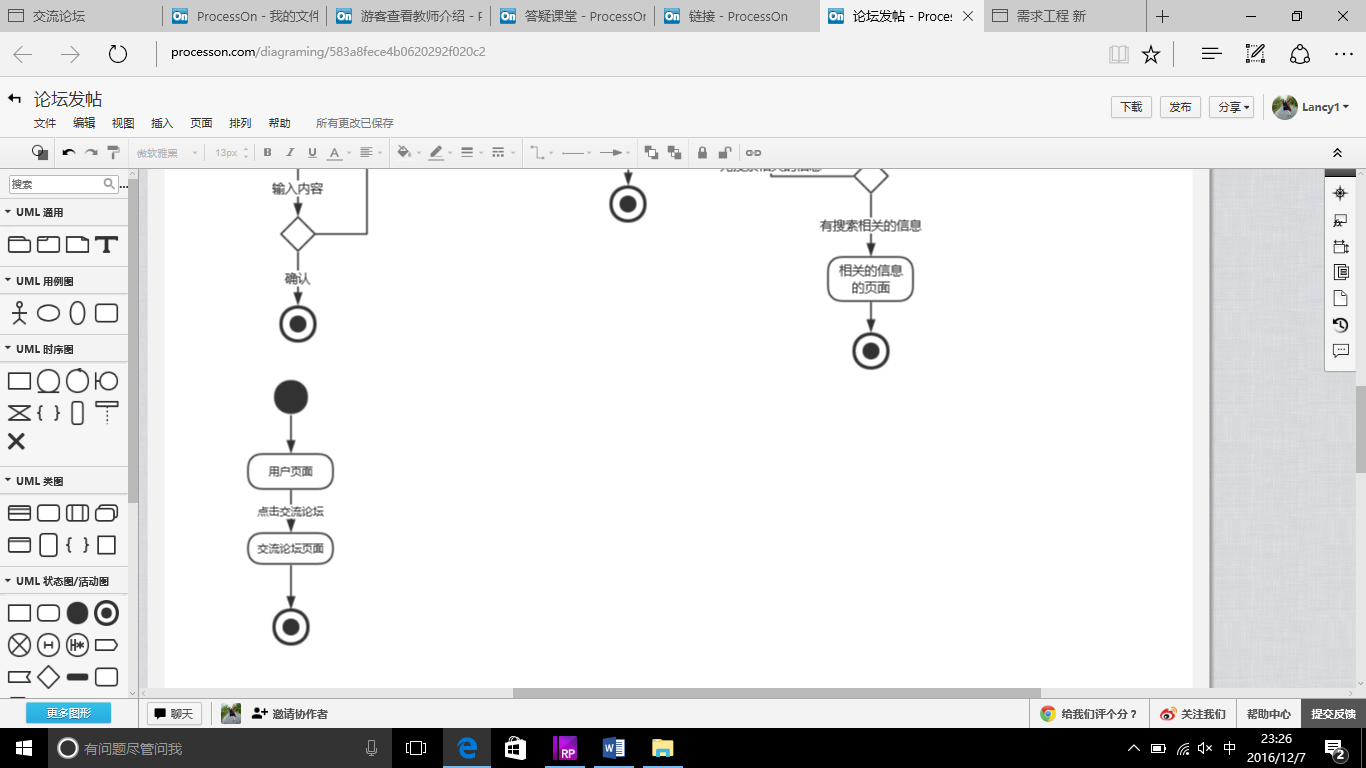 交流论坛
ProcessOn - 我的文件
游客查看教师介绍 - P
答疑课堂 - ProcessOn
链接 - ProcessOn
论坛发帖 - Proces
需求工程 新
processon.com/diagraming/583a8fece4b0620292f020c2
论坛发帖
文件 编辑 视图 插入 页面 排列 帮助 所有更改已保存
下载 发布 分享 Lancy1
微软雅黑 13px B I U A
搜索
UML 通用
T
UML 用例图
UML 时序图
UML 类图
UML 状态图/活动图
H
H*
更多图形
输入内容
确认
有搜索相关的信息
相关的信息
的页面
用户页面
点击交流论坛
交流论坛页面
聊天
邀请协作者
给我们评个分？
关注我们
帮助中心
提交反馈
有问题尽管问我
RP
中
23:26
2016/12/7
2